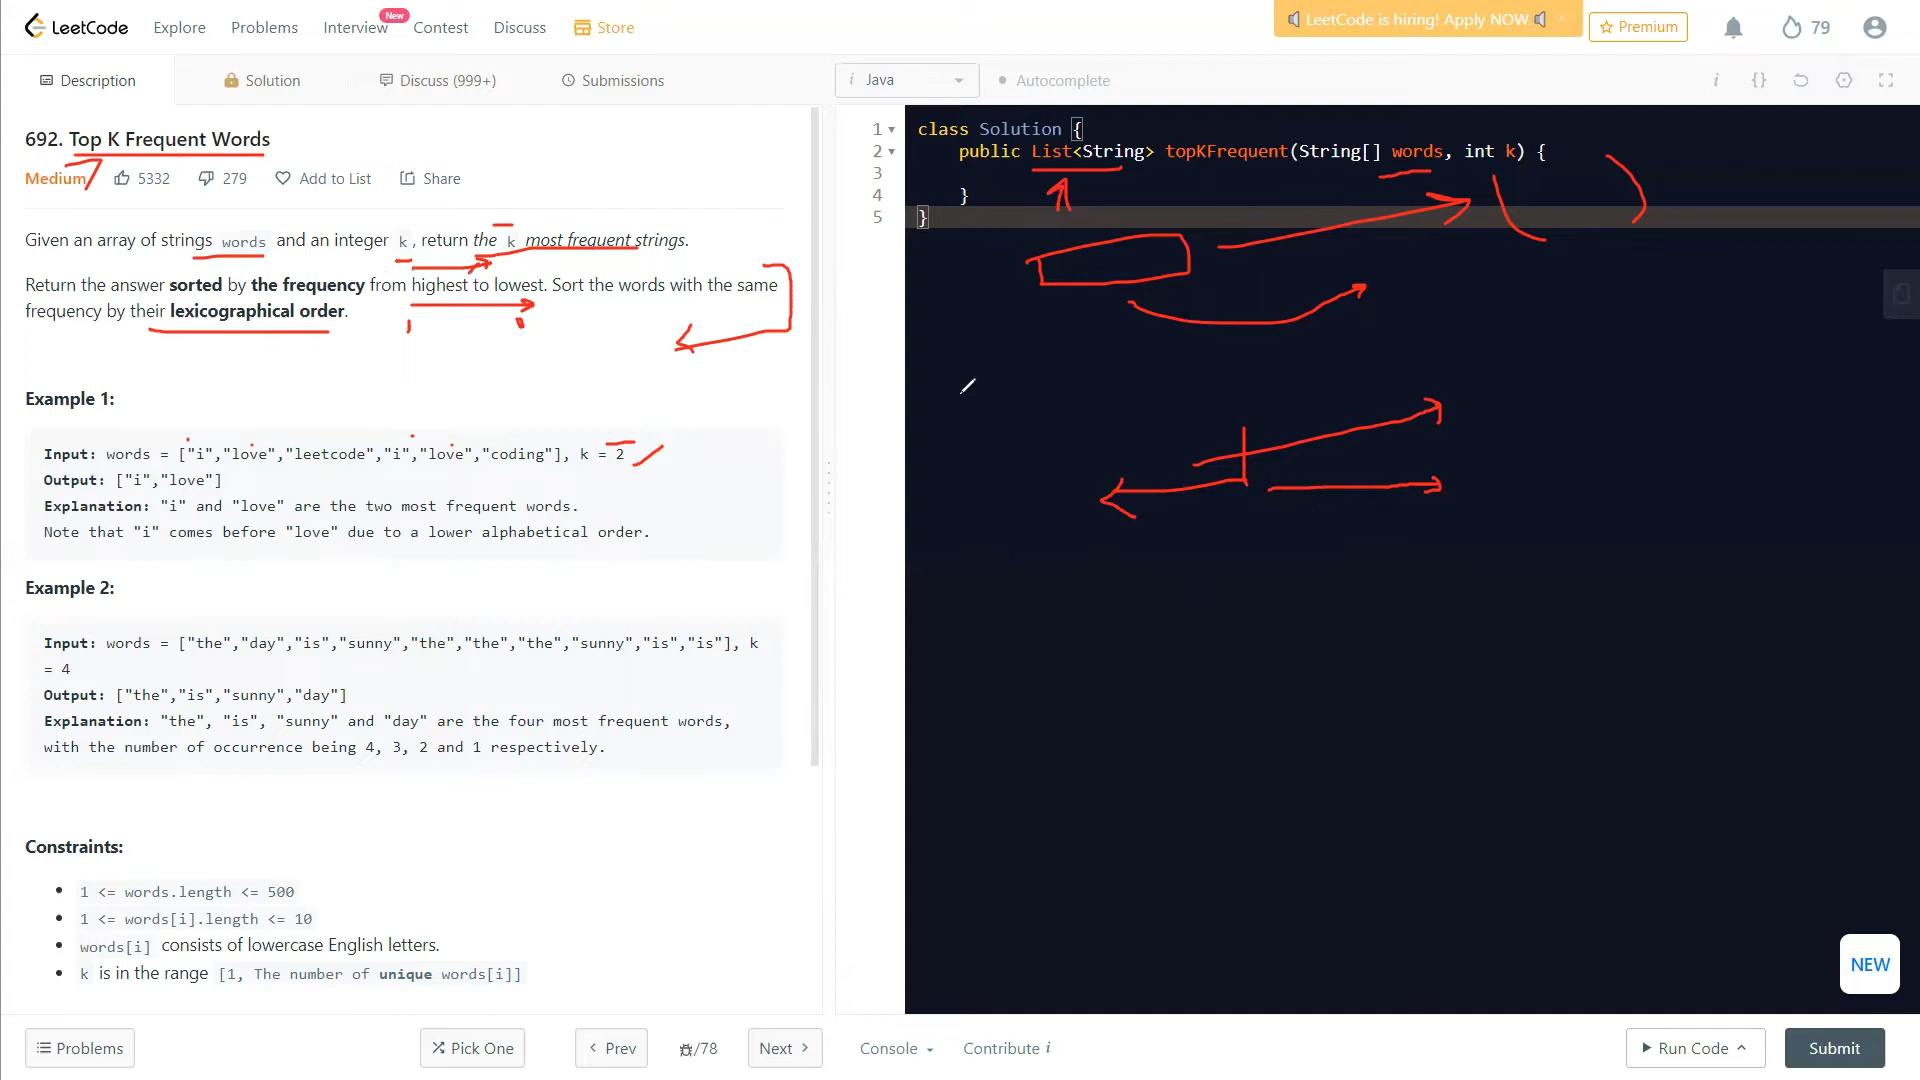 LeetCode Explore Problems Interview New Contest Discuss Store LeetCode is hiring! Apply NOW. × Premium 79
Description Solution Discuss (999+) Submissions i Java Autocomplete i {}
692. Top K Frequent Words
Medium 5332 279 Add to List Share
Given an array of strings words and an integer k, return the k most frequent strings.
Return the answer sorted by the frequency from highest to lowest. Sort the words with the same
frequency by their lexicographical order.
Example 1:
Input: words = ["i","love","leetcode","i","love","coding"], k = 2
Output: ["i","love"]
Explanation: "i" and "love" are the two most frequent words.
Note that "i" comes before "love" due to a lower alphabetical order.
Example 2:
Input: words = ["the","day","is","sunny","the","the","the","sunny","is","is"], k
= 4
Output: ["the","is","sunny","day"]
Explanation: "the", "is", "sunny" and "day" are the four most frequent words,
with the number of occurrence being 4, 3, 2 and 1 respectively.
Constraints:
• 1 <= words.length <= 500
• 1 <= words[i].length <= 10
• words[i] consists of lowercase English letters.
• k is in the range [1, The number of unique words[i]]
1 class Solution {
2 public List<String> topKFrequent(String[] words, int k) {
3
4 }
5 }
NEW
Problems Pick One < Prev /78 Next > Console Contribute i Run Code Submit